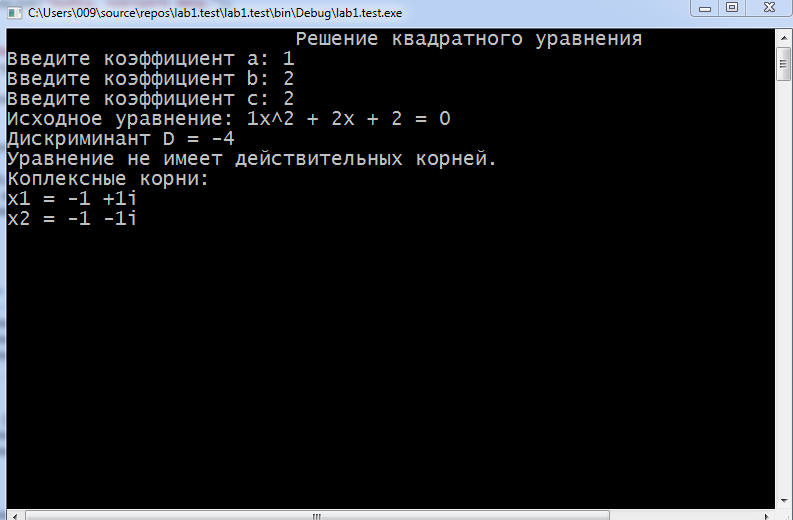 C:\Users\009\source\repos\lab1.test\lab1.test\bin\Debug\lab1.test.exe
Решение квадратного уравнения
Введите коэффициент a: 1
Введите коэффициент b: 2
Введите коэффициент c: 2
Исходное уравнение: 1x^2 + 2x + 2 = 0
Дискриминант D = -4
Уравнение не имеет действительных корней.
Коплексные корни:
x1 = -1 +1i
x2 = -1 -1i